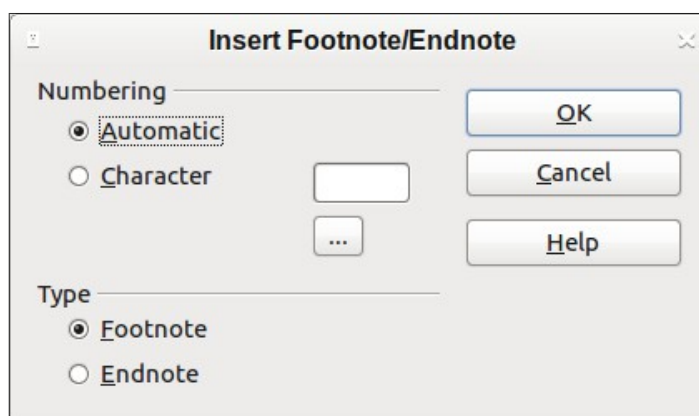 Insert Footnote/Endnote
Numbering
Automatic
Character
...
Type
Footnote
Endnote
OK
Cancel
Help